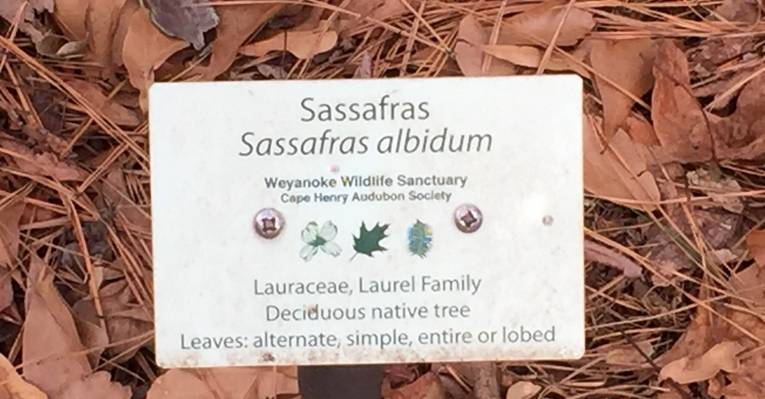 Sassafras
Sassafras albidum
Weyanoke Wildlife Sanctuary
Cape Henry Audubon Society
Lauraceae, Laurel Family
Deciduous native tree
Leaves: alternate, simple, entire or lobed